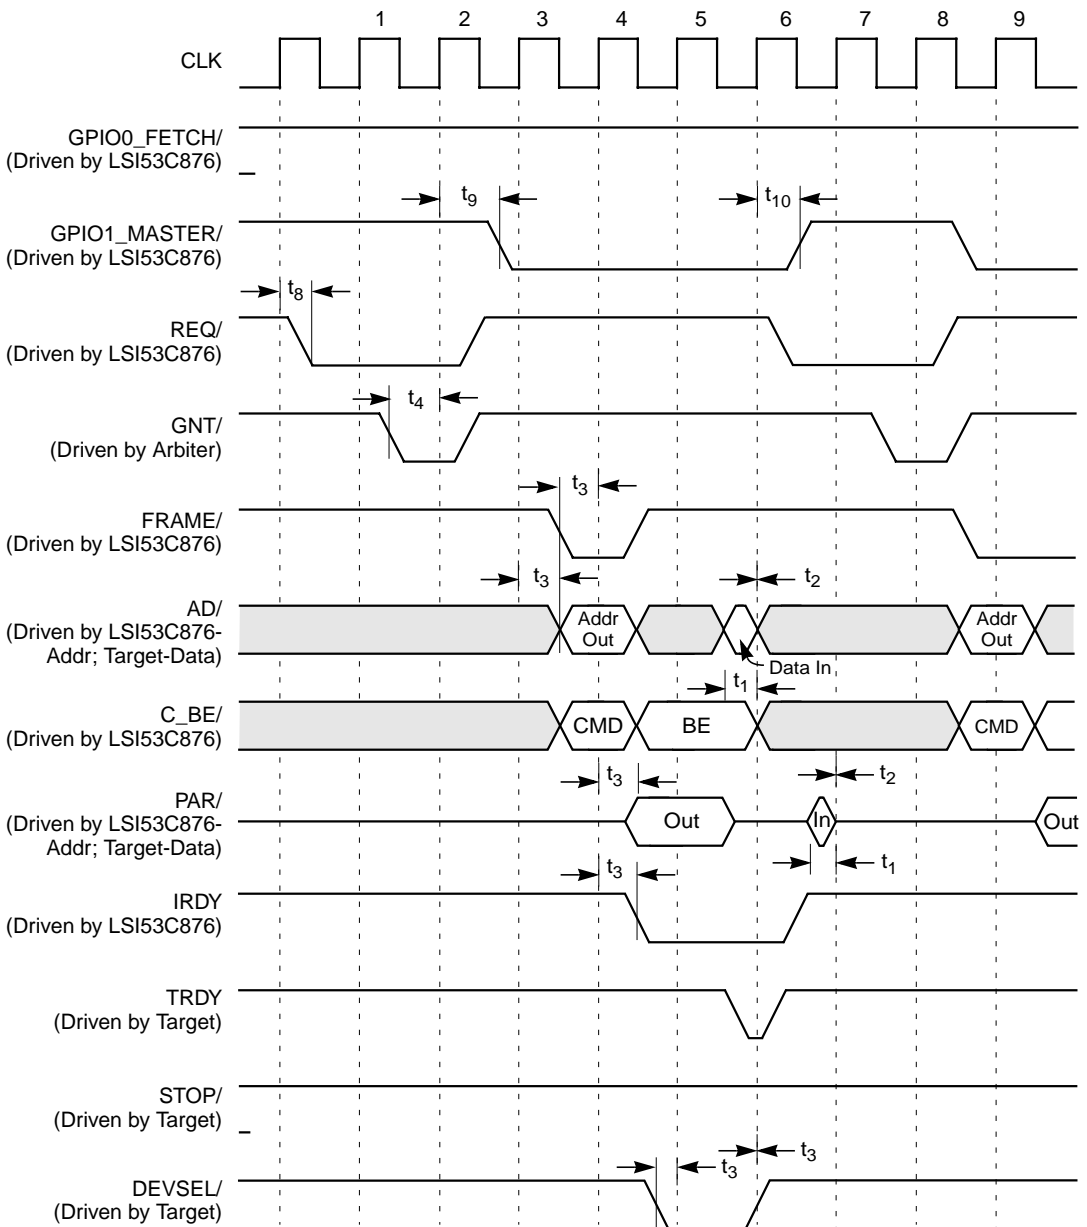 1 2 3 4 5 6 7 8 9
CLK
GPIO0_FETCH/
(Driven by LSI53C876)
t9 t10
GPIO1_MASTER/
(Driven by LSI53C876)
t8
REQ/
(Driven by LSI53C876)
t4
GNT/
(Driven by Arbiter)
t3
FRAME/
(Driven by LSI53C876)
t3 t2
AD/
(Driven by LSI53C876-
Addr; Target-Data)
Addr
Out
Addr
Out
Data In
t1
C_BE/
(Driven by LSI53C876)
CMD BE CMD
t3 t2
PAR/
(Driven by LSI53C876-
Addr; Target-Data)
Out In Out
t3 t1
IRDY
(Driven by LSI53C876)
TRDY
(Driven by Target)
STOP/
(Driven by Target)
t3 t3
DEVSEL/
(Driven by Target)